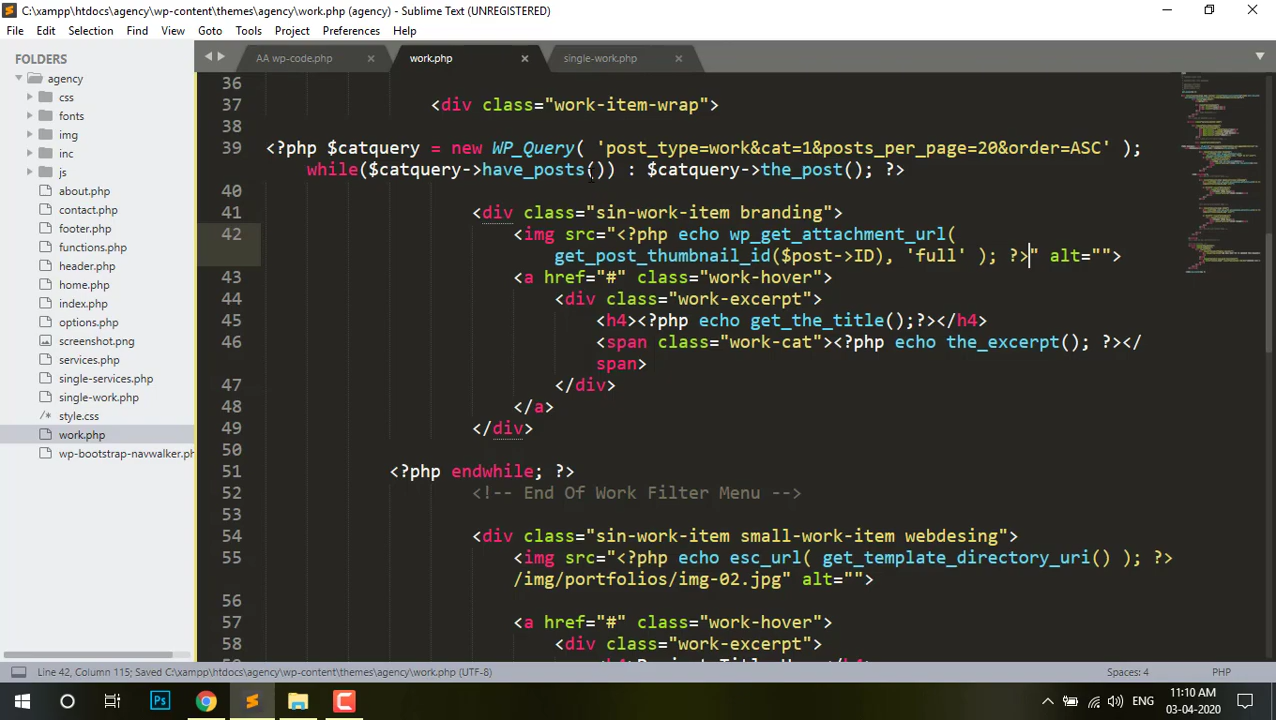 C:\xampp\htdocs\agency\wp-content\themes\agency\work.php (agency) - Sublime Text (UNREGISTERED)
File Edit Selection Find View Goto Tools Project Preferences Help
FOLDERS
agency
css
fonts
img
inc
js
about.php
contact.php
footer.php
functions.php
header.php
home.php
index.php
options.php
screenshot.png
services.php
single-services.php
single-work.php
style.css
work.php
wp-bootstrap-navwalker.ph
AA wp-code.php work.php single-work.php
36
37 <div class="work-item-wrap">
38
39 <?php $catquery = new WP_Query( 'post_type=work&cat=1&posts_per_page=20&order=ASC' );
while($catquery->have_posts()) : $catquery->the_post(); ?>
40
41 <div class="sin-work-item branding">
42 <img src="<?php echo wp_get_attachment_url(
get_post_thumbnail_id($post->ID), 'full' ); ?>" alt="">
43 <a href="#" class="work-hover">
44 <div class="work-excerpt">
45 <h4><?php echo get_the_title();?></h4>
46 <span class="work-cat"><?php echo the_excerpt(); ?></
span>
47 </div>
48 </a>
49 </div>
50
51 <?php endwhile; ?>
52 <!-- End Of Work Filter Menu -->
53
54 <div class="sin-work-item small-work-item webdesing">
55 <img src="<?php echo esc_url( get_template_directory_uri() ); ?>
/img/portfolios/img-02.jpg" alt="">
56
57 <a href="#" class="work-hover">
58 <div class="work-excerpt">
Line 42, Column 115; Saved C:\xampp\htdocs\agency\wp-content\themes\agency\work.php (UTF-8) Spaces: 4 PHP
ENG
11:10 AM
03-04-2020